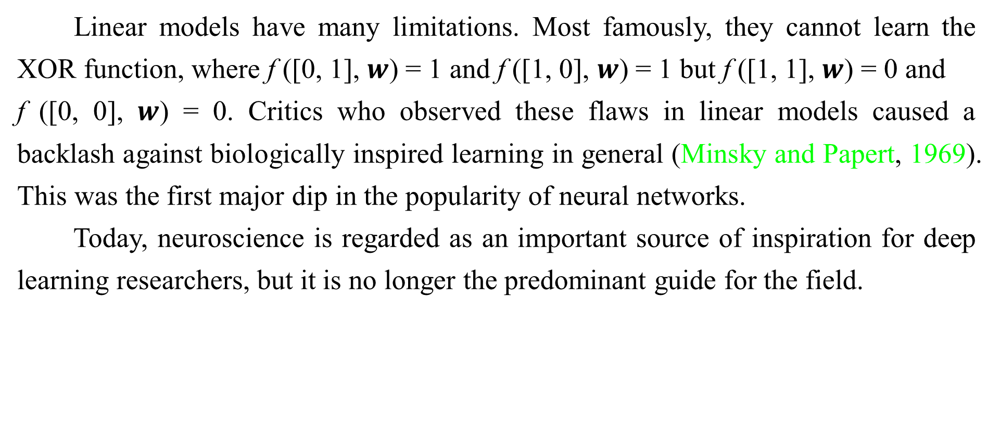 Linear models have many limitations. Most famously, they cannot learn the
XOR function, where f ([0, 1], w) = 1 and f ([1, 0], w) = 1 but f ([1, 1], w) = 0 and
f ([0, 0], w) = 0. Critics who observed these flaws in linear models caused a
backlash against biologically inspired learning in general (Minsky and Papert, 1969).
This was the first major dip in the popularity of neural networks.
Today, neuroscience is regarded as an important source of inspiration for deep
learning researchers, but it is no longer the predominant guide for the field.